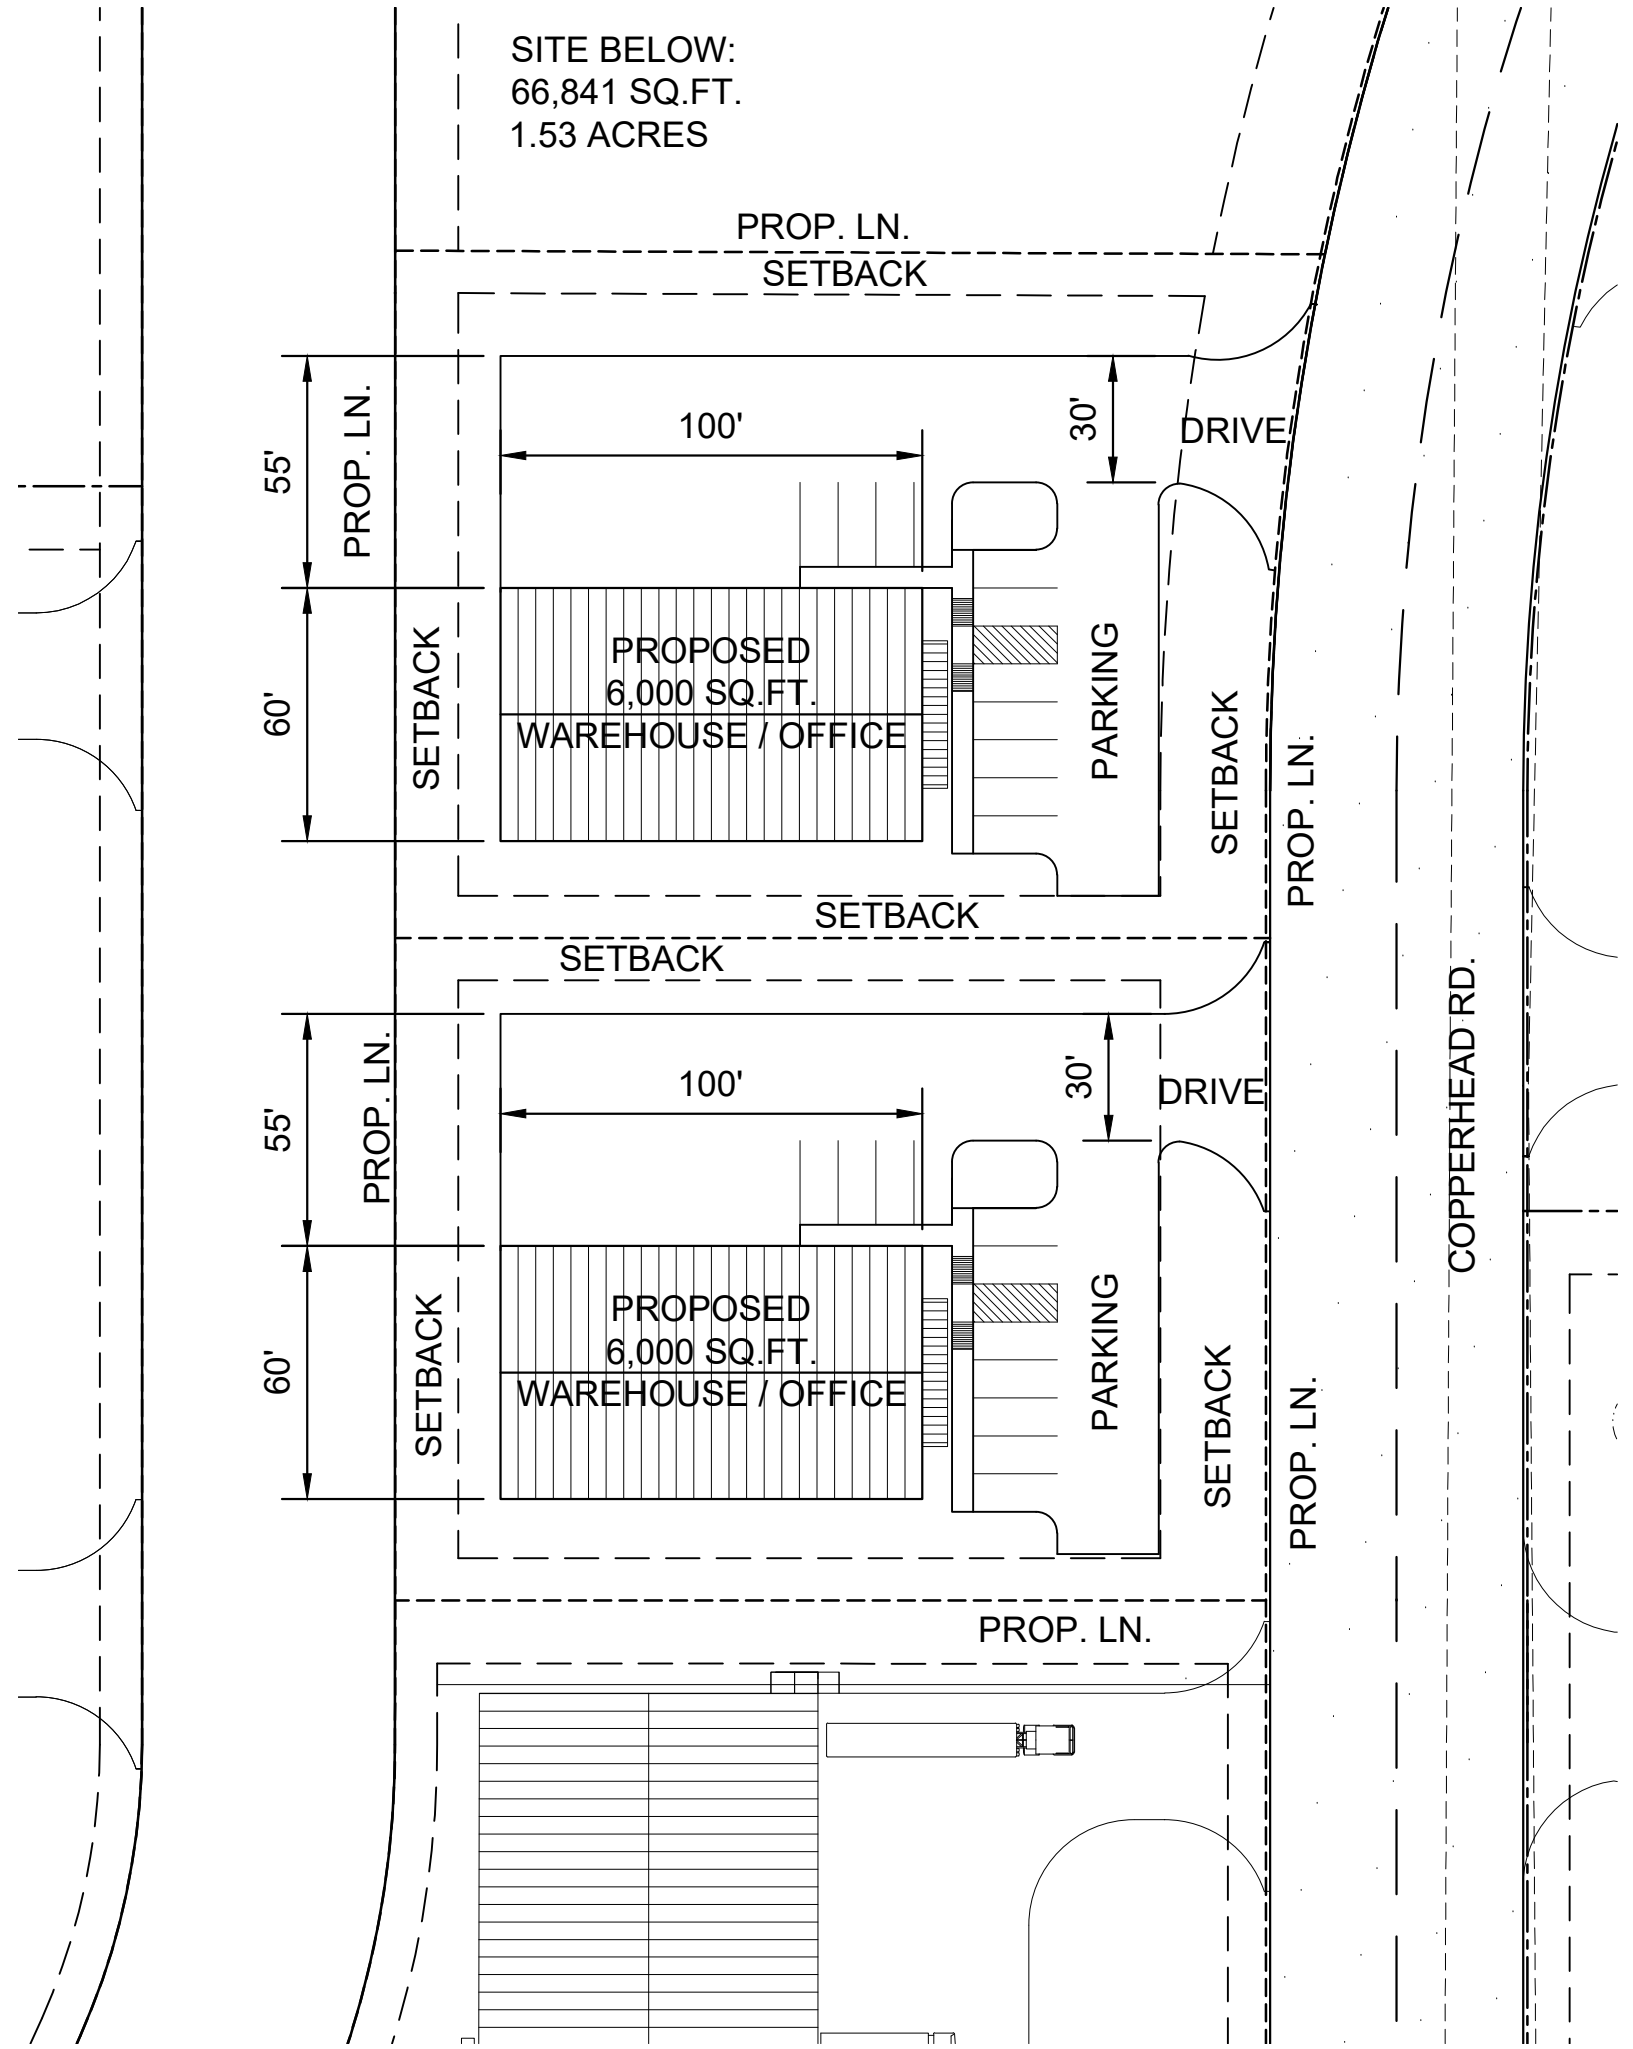 SITE BELOW:
66,841 SQ.FT.
1.53 ACRES
PROP. LN.
SETBACK
55'
PROP. LN.
100'
30'
DRIVE
60'
SETBACK
PROPOSED
6,000 SQ.FT.
WAREHOUSE / OFFICE
PARKING
SETBACK
PROP. LN.
SETBACK
SETBACK
COPPERHEAD RD.
55'
PROP. LN.
100'
30'
DRIVE
60'
SETBACK
PROPOSED
6,000 SQ.FT.
WAREHOUSE / OFFICE
PARKING
SETBACK
PROP. LN.
PROP. LN.